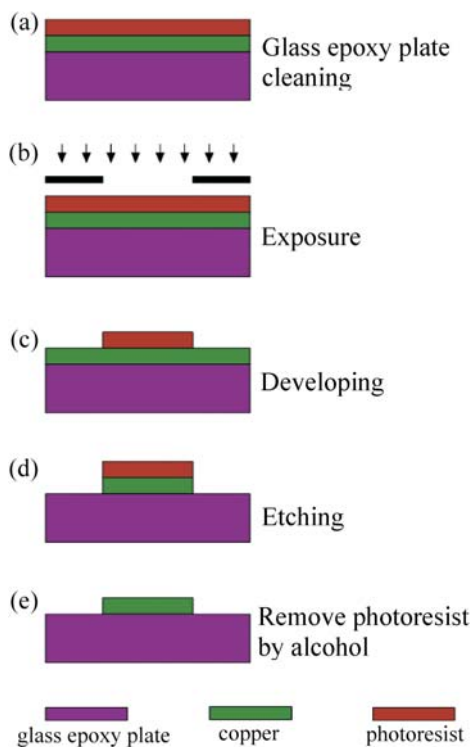 (a)
Glass epoxy plate
cleaning
(b)
Exposure
(c)
Developing
(d)
Etching
(e)
Remove photoresist
by alcohol
glass epoxy plate
copper
photoresist